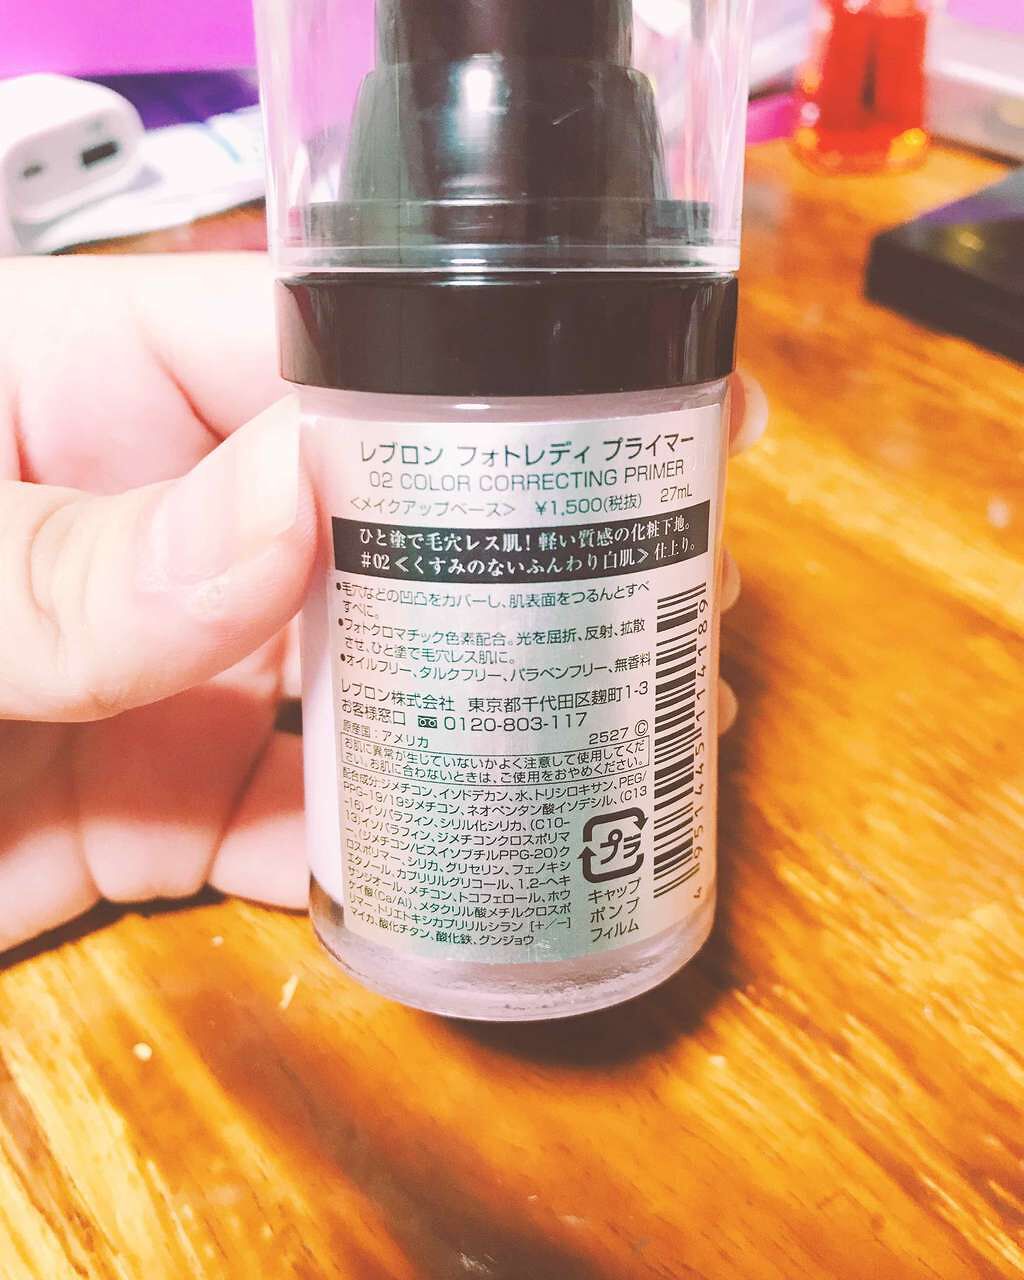 レブロン フォトレディ プライマー
02 COLOR CORRECTING PRIMER
<メイクアップベース> ¥1,500(税抜) 27mL
ひと塗で毛穴レス肌!軽い質感の化粧下地。
#02≪くすみのないふんわり白肌≫仕上り。
●毛穴などの凹凸をカバーし、肌表面をつるんとすべ
すべに。
●フォトクロマチック色素配合。光を屈折、反射、拡散
させ、ひと塗で毛穴レス肌に。
●オイルフリー、タルクフリー、パラベンフリー、無香料
レブロン株式会社 東京都千代田区麹町1-3
お客様窓口 0120-803-117
原産国:アメリカ 2527 Ⓒ
お肌に異常が生じていないかよく注意して使用してくだ
さい。お肌に合わないときは、ご使用をおやめください。
配合成分:ジメチコン、イソドデカン、水、トリシロキサン、PEG/
PPG-19/19ジメチコン、ネオペンタン酸イソデシル、(C13
-16)イソパラフィン、シリル化シリカ、(C10-
13)イソパラフィン、ジメチコンクロスポリマ
ー、(ジメチコン/ビスイソブチルPPG-20)ク
ロスポリマー、シリカ、グリセリン、フェノキシ
エタノール、カプリリルグリコール、1,2-ヘキ
サンジオール、メチコン、トコフェロール、ホウ
ケイ酸(Ca/Al)、メタクリル酸メチルクロスポ
リマー、トリエトキシカプリリルシラン [+/-]
マイカ、酸化チタン、酸化鉄、グンジョウ
プラ
キャップ
ポンプ
フィルム